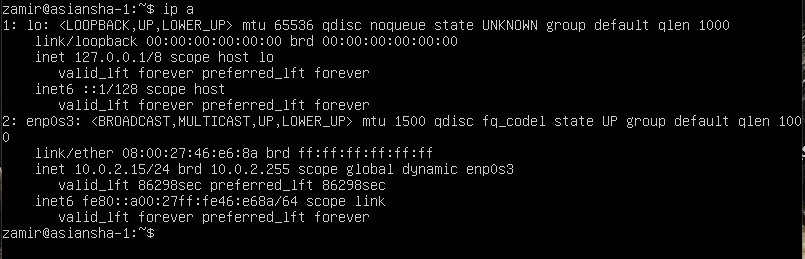 zamir@asiansha-1:~$ ip a
1: lo: <LOOPBACK,UP,LOWER_UP> mtu 65536 qdisc noqueue state UNKNOWN group default qlen 1000
    link/loopback 00:00:00:00:00:00 brd 00:00:00:00:00:00
    inet 127.0.0.1/8 scope host lo
       valid_lft forever preferred_lft forever
    inet6 ::1/128 scope host
       valid_lft forever preferred_lft forever
2: enp0s3: <BROADCAST,MULTICAST,UP,LOWER_UP> mtu 1500 qdisc fq_codel state UP group default qlen 100
0
    link/ether 08:00:27:46:e6:8a brd ff:ff:ff:ff:ff:ff
    inet 10.0.2.15/24 brd 10.0.2.255 scope global dynamic enp0s3
       valid_lft 86298sec preferred_lft 86298sec
    inet6 fe80::a00:27ff:fe46:e68a/64 scope link
       valid_lft forever preferred_lft forever
zamir@asiansha-1:~$